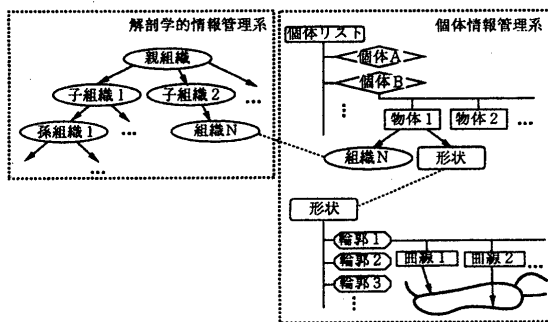 解剖学的情報管理系
親組織
子組織1
子組織2
…
孫組織1
…
組織N
…
個体情報管理系
個体リスト
個体A
個体B
⋮
物体1
物体2
…
組織N
形状
形状
輪郭1
輪郭2
輪郭3
⋮
曲線1
曲線2
…